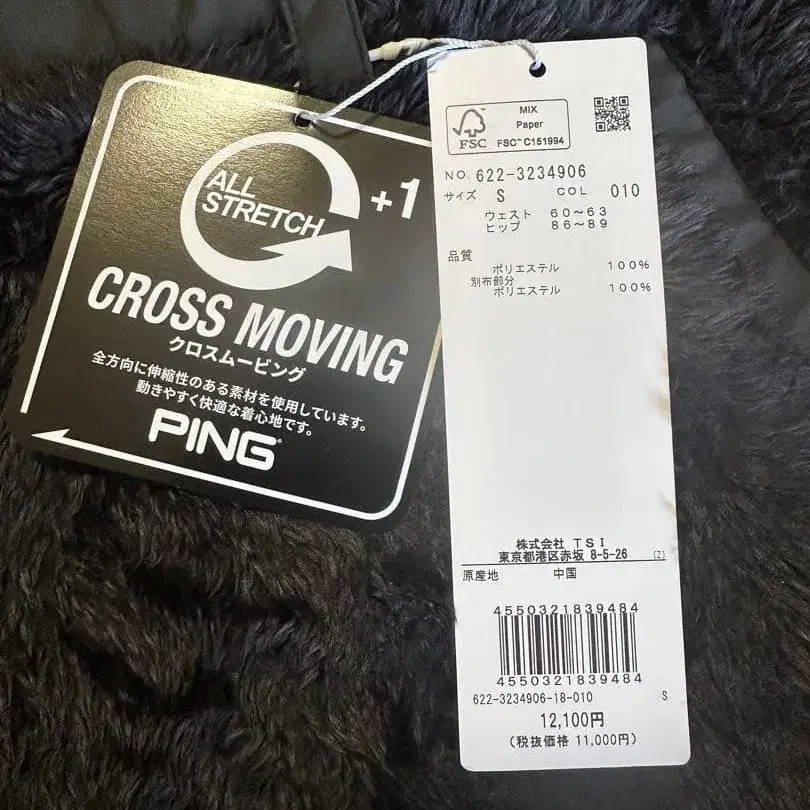 ALL
STRETCH
+1
CROSS MOVING
クロスムービング
全方向に伸縮性のある素材を使用しています。
動きやすく快適な着心地です。
PING
FSC
MIX
Paper
FSC™ C151994
NO. 622-3234906
サイズ S COL. 010
ウェスト 60～63
ヒップ 86～89
品質
ポリエステル 100%
別布部分
ポリエステル 100%
株式会社 TSI
東京都港区赤坂 8-5-26 (Z)
原産地 中国
4550321839484
4550321839484
622-3234906-18-010 S
12,100円
(税抜価格 11,000円)